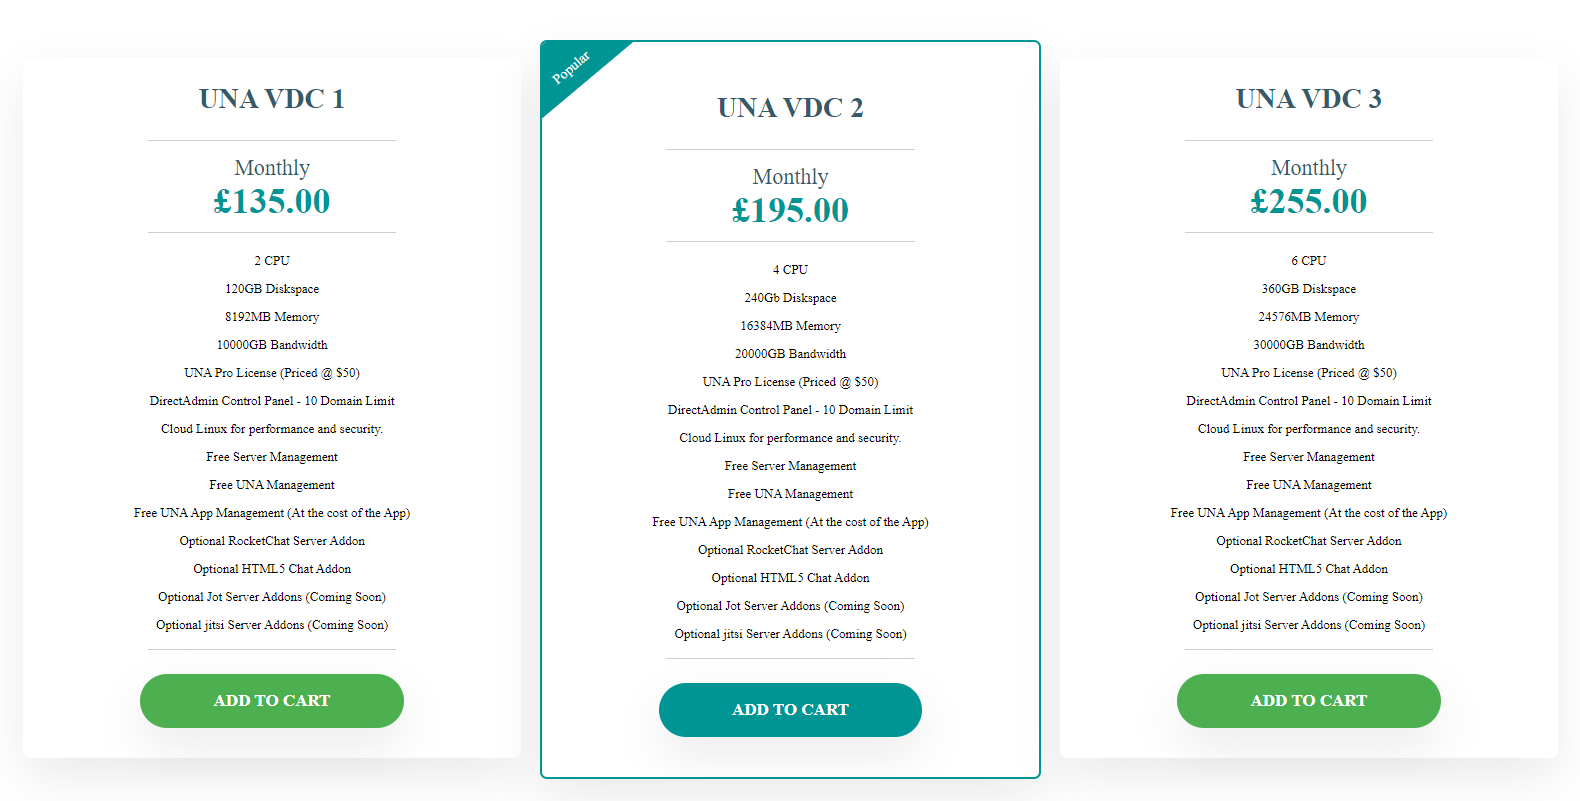 UNA VDC 1
Monthly
£135.00
2 CPU
120GB Diskspace
8192MB Memory
10000GB Bandwidth
UNA Pro License (Priced @ $50)
DirectAdmin Control Panel - 10 Domain Limit
Cloud Linux for performance and security.
Free Server Management
Free UNA Management
Free UNA App Management (At the cost of the App)
Optional RocketChat Server Addon
Optional HTML5 Chat Addon
Optional Jot Server Addons (Coming Soon)
Optional jitsi Server Addons (Coming Soon)
ADD TO CART
Popular
UNA VDC 2
Monthly
£195.00
4 CPU
240Gb Diskspace
16384MB Memory
20000GB Bandwidth
UNA Pro License (Priced @ $50)
DirectAdmin Control Panel - 10 Domain Limit
Cloud Linux for performance and security.
Free Server Management
Free UNA Management
Free UNA App Management (At the cost of the App)
Optional RocketChat Server Addon
Optional HTML5 Chat Addon
Optional Jot Server Addons (Coming Soon)
Optional jitsi Server Addons (Coming Soon)
ADD TO CART
UNA VDC 3
Monthly
£255.00
6 CPU
360GB Diskspace
24576MB Memory
30000GB Bandwidth
UNA Pro License (Priced @ $50)
DirectAdmin Control Panel - 10 Domain Limit
Cloud Linux for performance and security.
Free Server Management
Free UNA Management
Free UNA App Management (At the cost of the App)
Optional RocketChat Server Addon
Optional HTML5 Chat Addon
Optional Jot Server Addons (Coming Soon)
Optional jitsi Server Addons (Coming Soon)
ADD TO CART